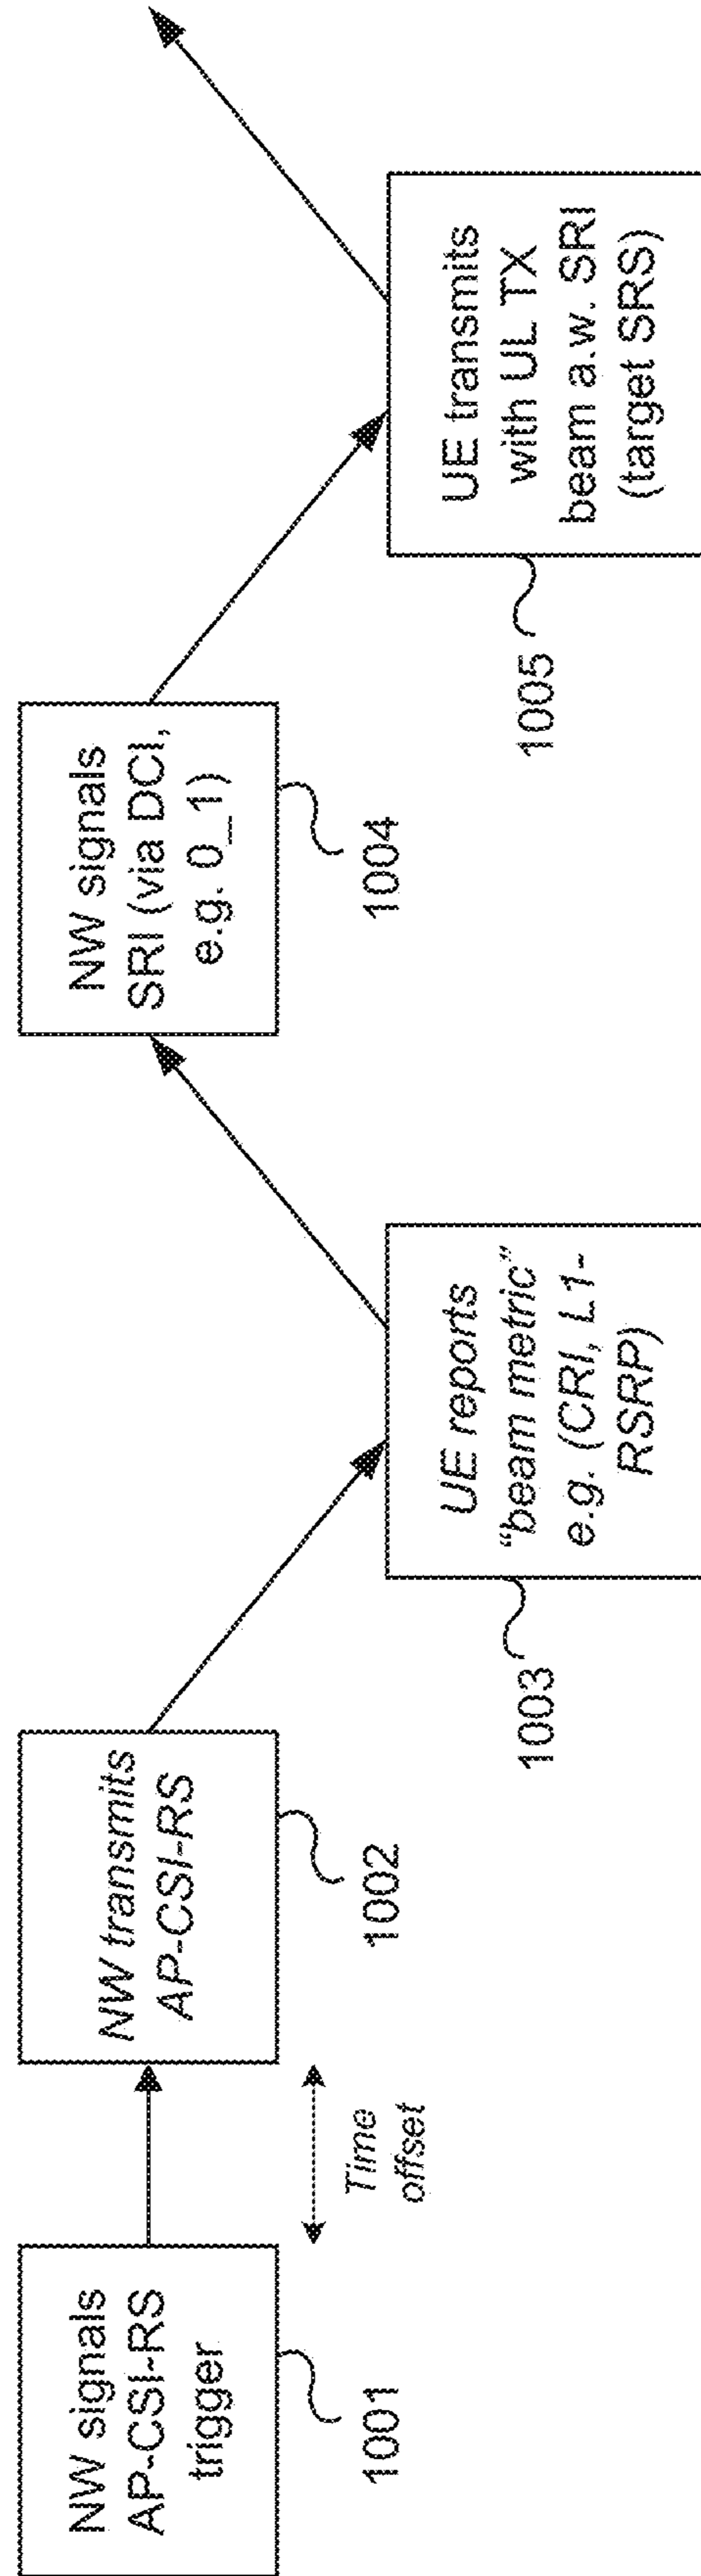 NW signals
AP-CSI-RS
trigger
1001
Time
offset
NW transmits
AP-CSI-RS
1002
UE reports
“beam metric”
e.g. (CRI, L1-
RSRP)
1003
NW signals
SRI (via DCI,
e.g. 0_1)
1004
UE transmits
with UL TX
beam a.w. SRI
(target SRS)
1005